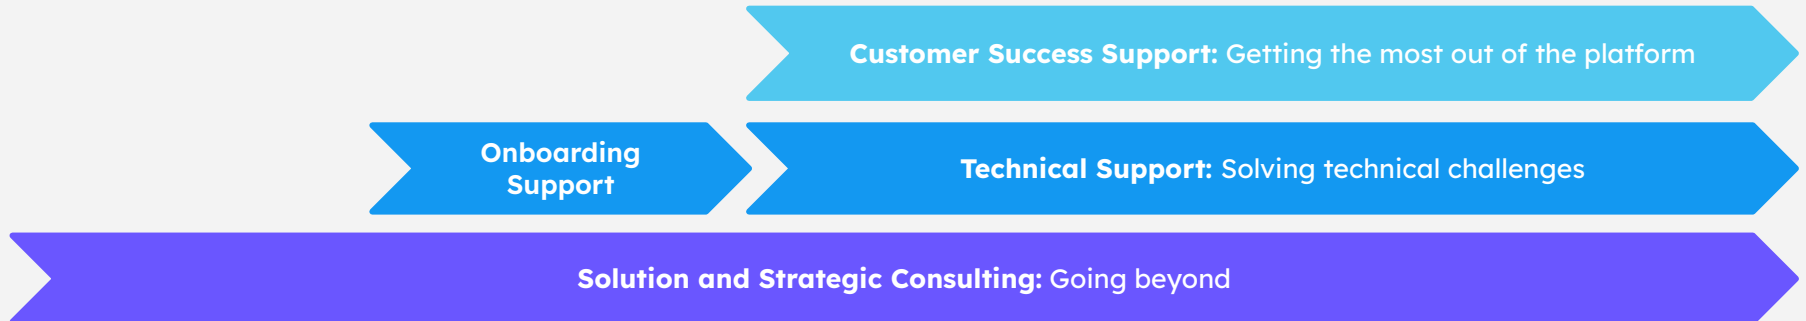 Customer Success Support: Getting the most out of the platform
Onboarding
Support
Technical Support: Solving technical challenges
Solution and Strategic Consulting: Going beyond